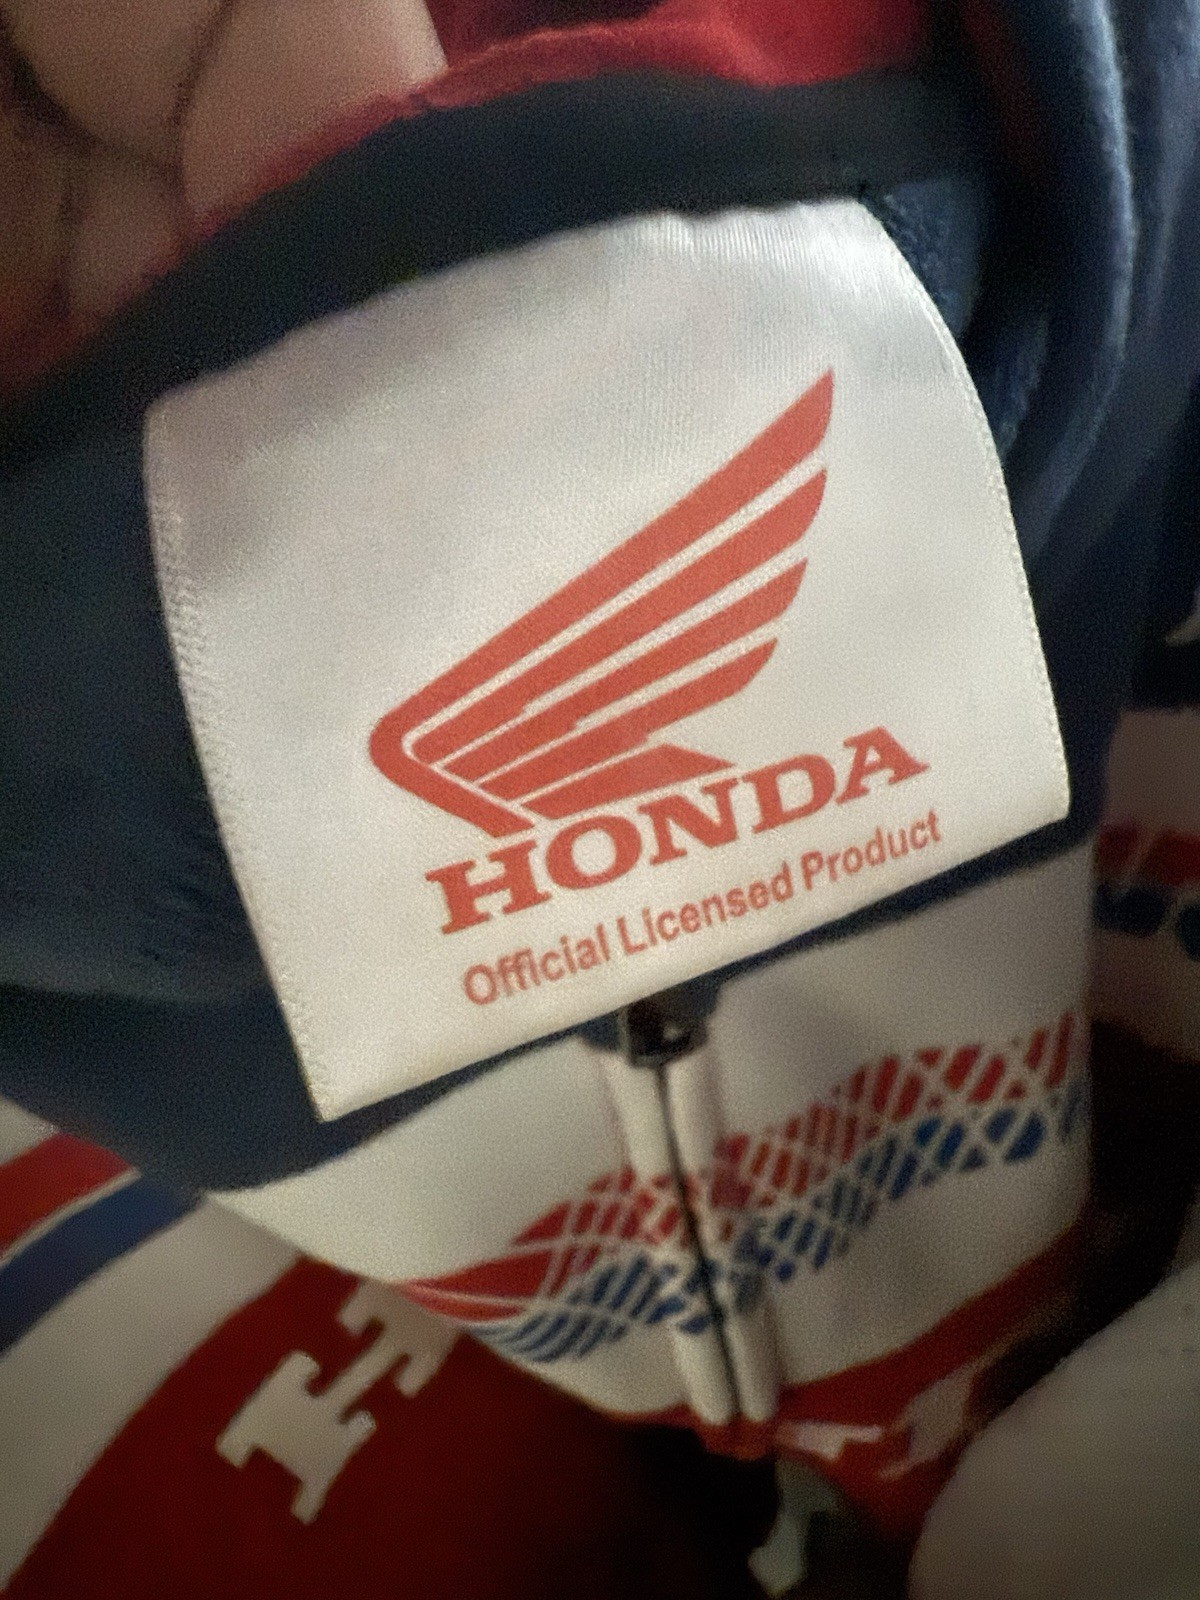 HONDA
Official Licensed Product
H